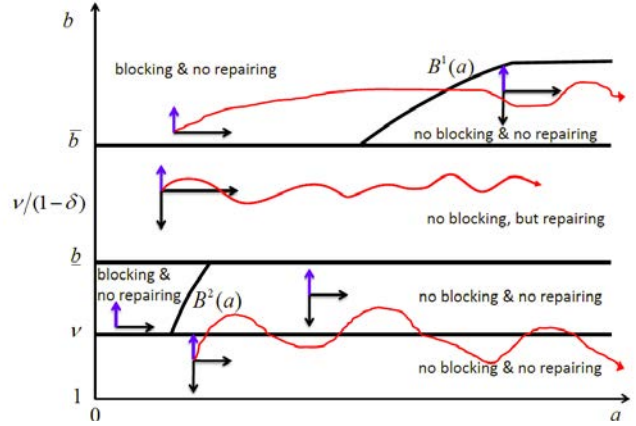 b
B¹(a)
blocking & no repairing
no blocking & no repairing
b̅
ν/(1−δ)
no blocking, but repairing
b̲
blocking &
no repairing
B²(a)
no blocking & no repairing
ν
no blocking & no repairing
1
0
a